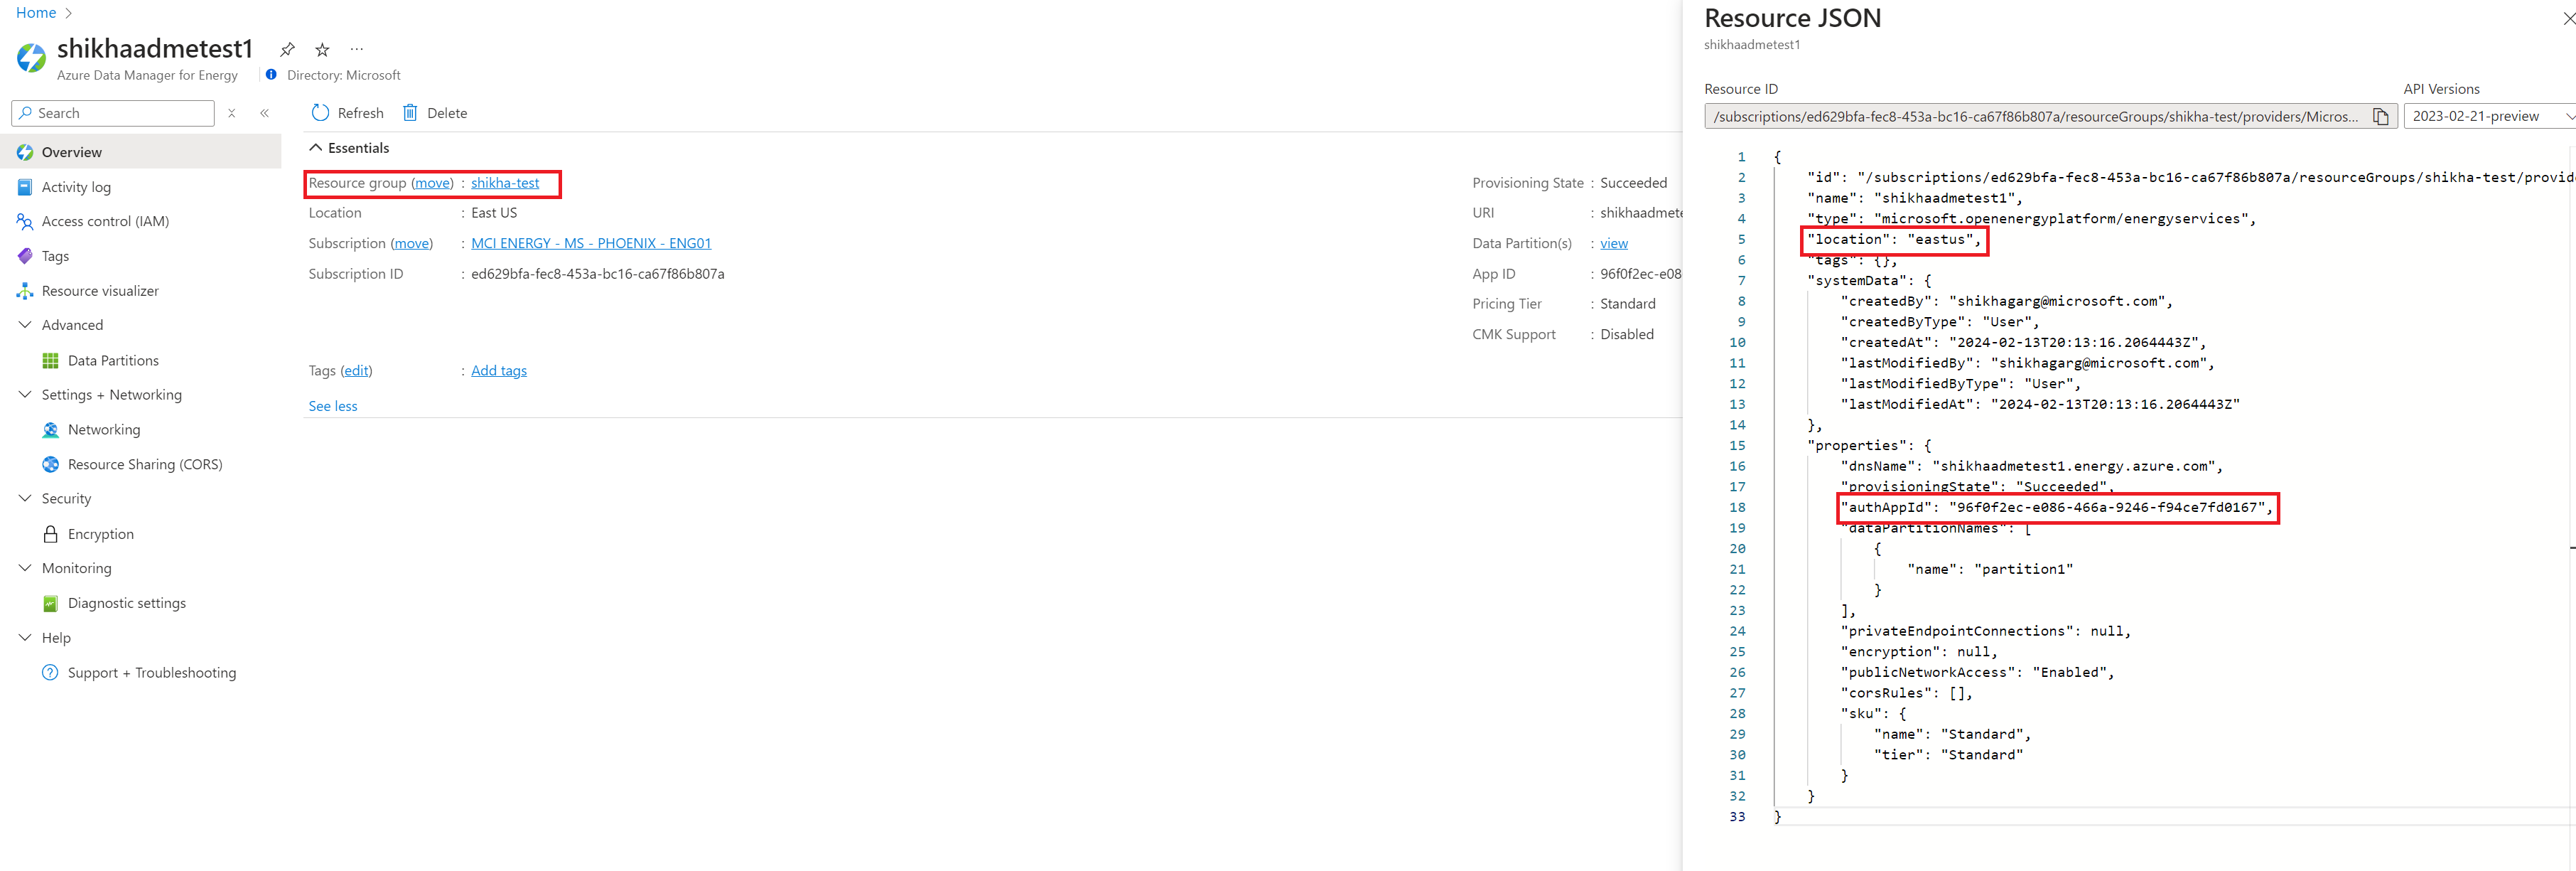 Home
shikhaadmetest1
Azure Data Manager for Energy
Directory: Microsoft
Search
Overview
Activity log
Access control (IAM)
Tags
Resource visualizer
Advanced
Data Partitions
Settings + Networking
Networking
Resource Sharing (CORS)
Security
Encryption
Monitoring
Diagnostic settings
Help
Support + Troubleshooting
Refresh
Delete
Essentials
Resource group (move) : shikha-test
Location : East US
Subscription (move) : MCI ENERGY - MS - PHOENIX - ENG01
Subscription ID : ed629bfa-fec8-453a-bc16-ca67f86b807a
Tags (edit) : Add tags
See less
Provisioning State : Succeeded
URI : shikhaadmete
Data Partition(s) : view
App ID : 96f0f2ec-e08
Pricing Tier : Standard
CMK Support : Disabled
Resource JSON
shikhaadmetest1
Resource ID
/subscriptions/ed629bfa-fec8-453a-bc16-ca67f86b807a/resourceGroups/shikha-test/providers/Micros...
API Versions
2023-02-21-preview
1 {
2 "id": "/subscriptions/ed629bfa-fec8-453a-bc16-ca67f86b807a/resourceGroups/shikha-test/provid
3 "name": "shikhaadmetest1",
4 "type": "microsoft.openenergyplatform/energyservices",
5 "location": "eastus",
6 "tags": {},
7 "systemData": {
8 "createdBy": "shikhagarg@microsoft.com",
9 "createdByType": "User",
10 "createdAt": "2024-02-13T20:13:16.2064443Z",
11 "lastModifiedBy": "shikhagarg@microsoft.com",
12 "lastModifiedByType": "User",
13 "lastModifiedAt": "2024-02-13T20:13:16.2064443Z"
14 },
15 "properties": {
16 "dnsName": "shikhaadmetest1.energy.azure.com",
17 "provisioningState": "Succeeded",
18 "authAppId": "96f0f2ec-e086-466a-9246-f94ce7fd0167",
19 "dataPartitionNames": [
20 {
21 "name": "partition1"
22 }
23 ],
24 "privateEndpointConnections": null,
25 "encryption": null,
26 "publicNetworkAccess": "Enabled",
27 "corsRules": [],
28 "sku": {
29 "name": "Standard",
30 "tier": "Standard"
31 }
32 }
33 }